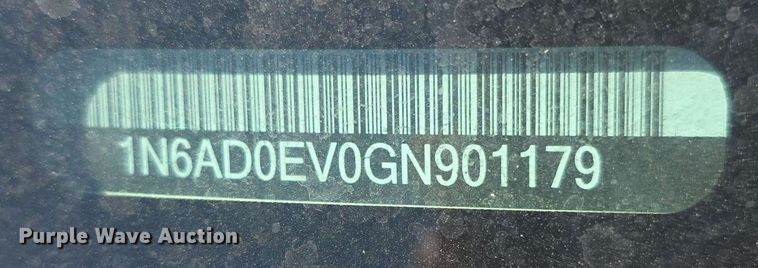 1N6AD0EV0GN901179
Purple Wave Auction